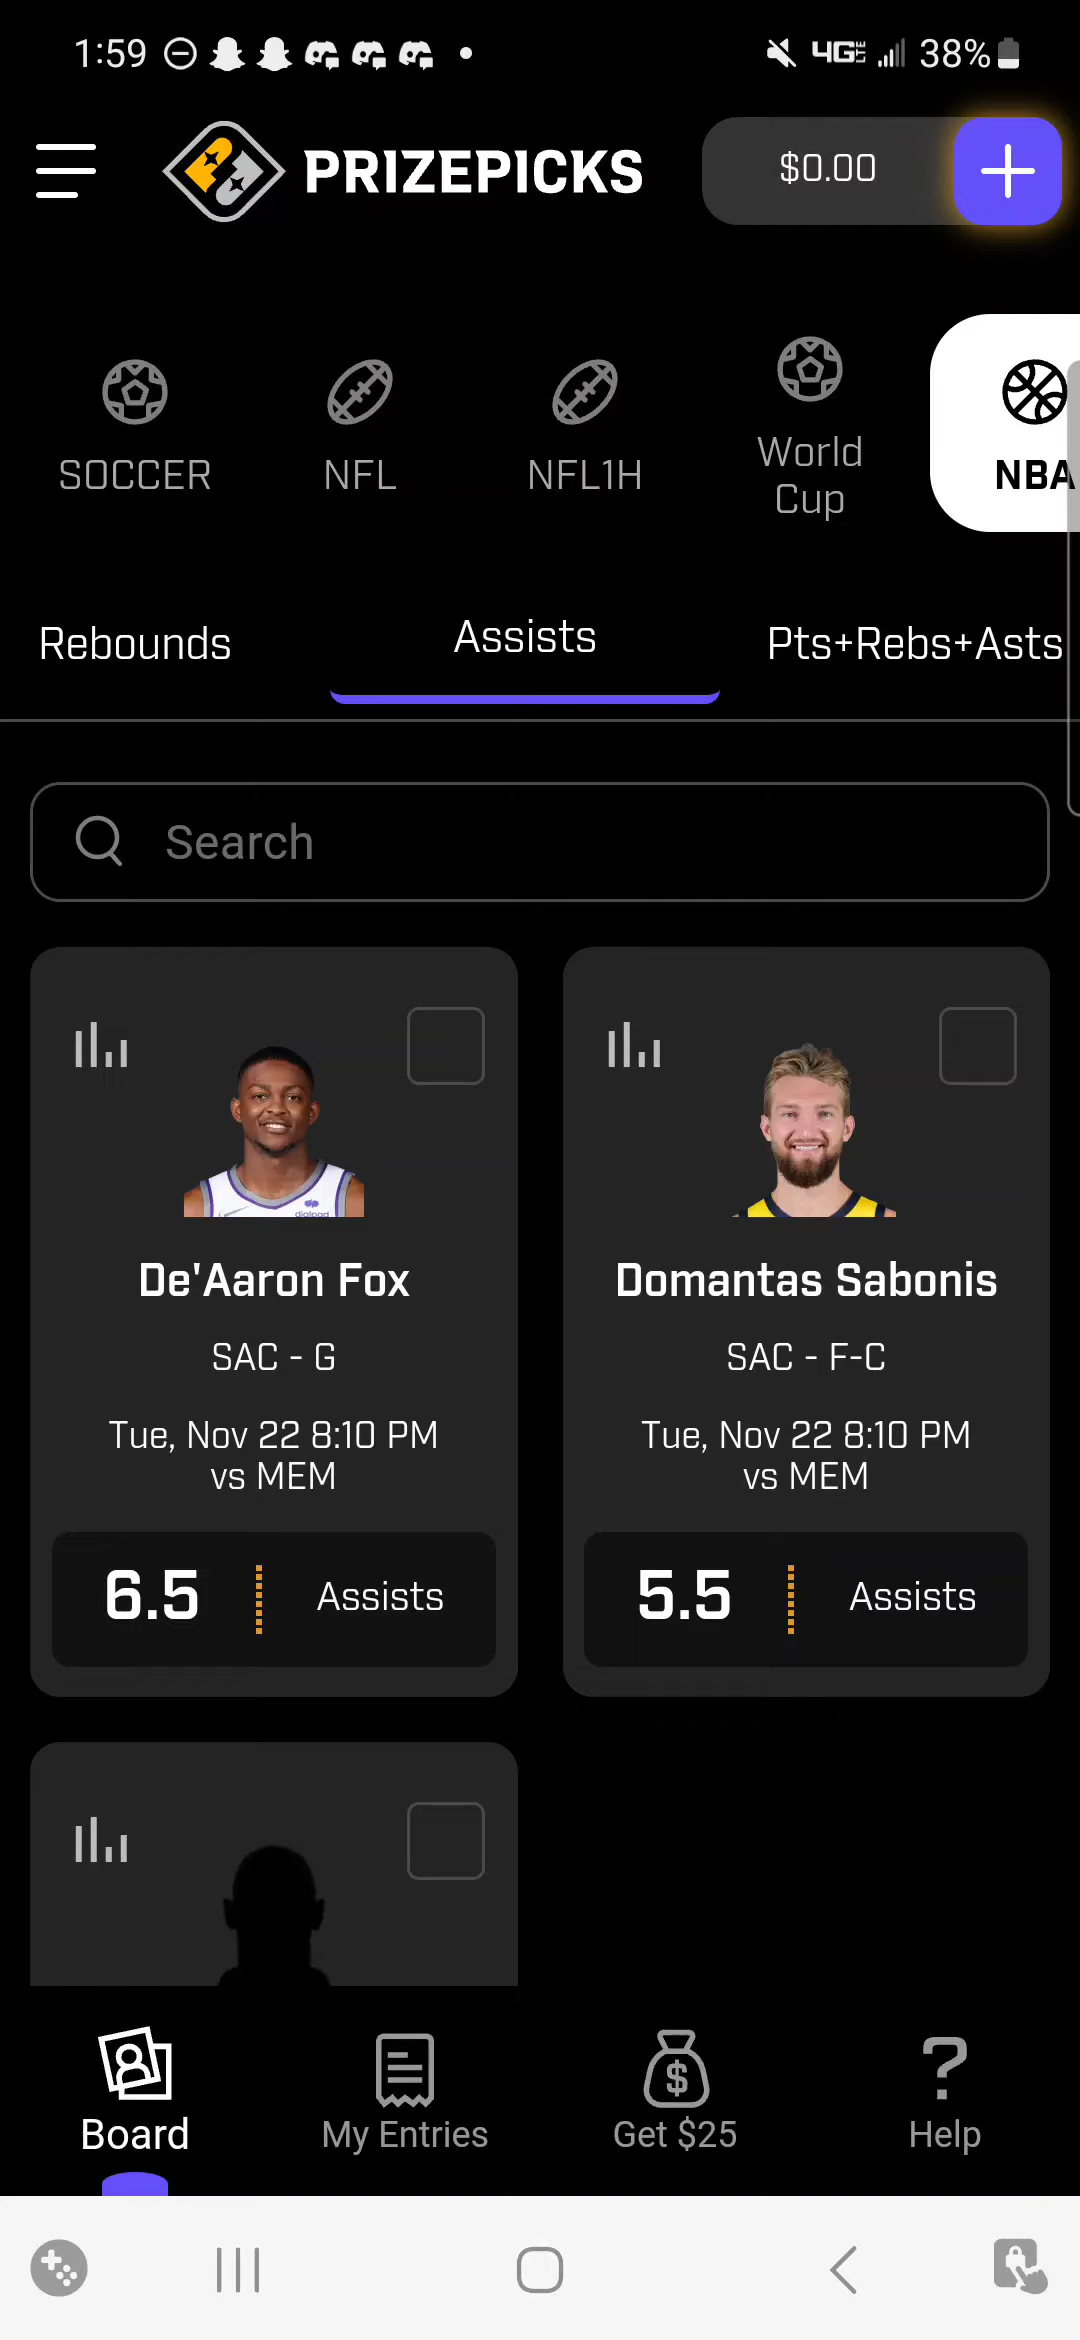 1:59
4G LTE
38%
PRIZEPICKS
$0.00
SOCCER
NFL
NFL1H
World
Cup
NBA
Rebounds
Assists
Pts+Rebs+Asts
Search
De'Aaron Fox
SAC - G
Tue, Nov 22 8:10 PM
vs MEM
6.5
Assists
Domantas Sabonis
SAC - F-C
Tue, Nov 22 8:10 PM
vs MEM
5.5
Assists
Board
My Entries
Get $25
Help